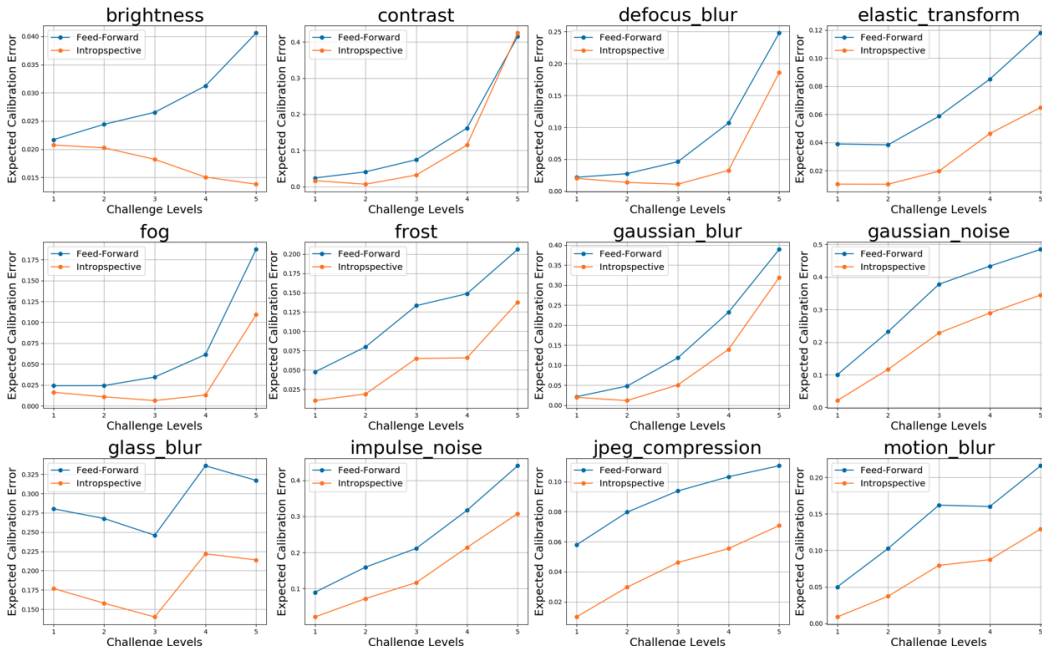 brightness
Expected Calibration Error
0.040
0.035
0.030
0.025
0.020
0.015
Feed-Forward
Intropspective
1 2 3 4 5
Challenge Levels
contrast
Expected Calibration Error
0.4
0.3
0.2
0.1
0.0
Feed-Forward
Intropspective
1 2 3 4 5
Challenge Levels
defocus_blur
Expected Calibration Error
0.25
0.20
0.15
0.10
0.05
0.00
Feed-Forward
Intropspective
1 2 3 4 5
Challenge Levels
elastic_transform
Expected Calibration Error
0.12
0.10
0.08
0.06
0.04
0.02
Feed-Forward
Intropspective
1 2 3 4 5
Challenge Levels
fog
Expected Calibration Error
0.175
0.150
0.125
0.100
0.075
0.050
0.025
0.000
Feed-Forward
Intropspective
1 2 3 4 5
Challenge Levels
frost
Expected Calibration Error
0.200
0.175
0.150
0.125
0.100
0.075
0.050
0.025
Feed-Forward
Intropspective
1 2 3 4 5
Challenge Levels
gaussian_blur
Expected Calibration Error
0.40
0.35
0.30
0.25
0.20
0.15
0.10
0.05
0.00
Feed-Forward
Intropspective
1 2 3 4 5
Challenge Levels
gaussian_noise
Expected Calibration Error
0.5
0.4
0.3
0.2
0.1
0.0
Feed-Forward
Intropspective
1 2 3 4 5
Challenge Levels
glass_blur
Expected Calibration Error
0.325
0.300
0.275
0.250
0.225
0.200
0.175
0.150
Feed-Forward
Intropspective
1 2 3 4 5
Challenge Levels
impulse_noise
Expected Calibration Error
0.4
0.3
0.2
0.1
Feed-Forward
Intropspective
1 2 3 4 5
Challenge Levels
jpeg_compression
Expected Calibration Error
0.10
0.08
0.06
0.04
0.02
Feed-Forward
Intropspective
1 2 3 4 5
Challenge Levels
motion_blur
Expected Calibration Error
0.20
0.15
0.10
0.05
0.00
Feed-Forward
Intropspective
1 2 3 4 5
Challenge Levels